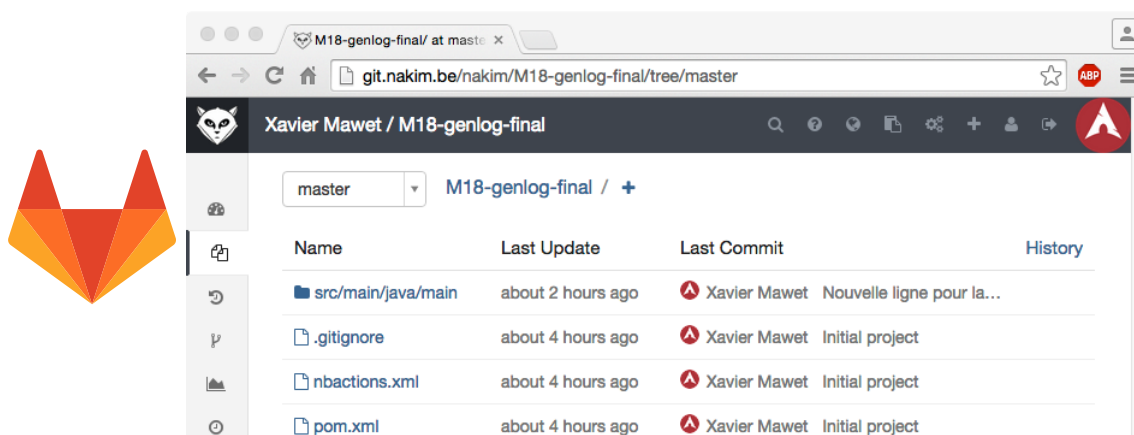 M18-genlog-final/ at maste
git.nakim.be/nakim/M18-genlog-final/tree/master
ABP
Xavier Mawet / M18-genlog-final
master M18-genlog-final / +
Name Last Update Last Commit History
src/main/java/main about 2 hours ago Xavier Mawet Nouvelle ligne pour la...
.gitignore about 4 hours ago Xavier Mawet Initial project
nbactions.xml about 4 hours ago Xavier Mawet Initial project
pom.xml about 4 hours ago Xavier Mawet Initial project